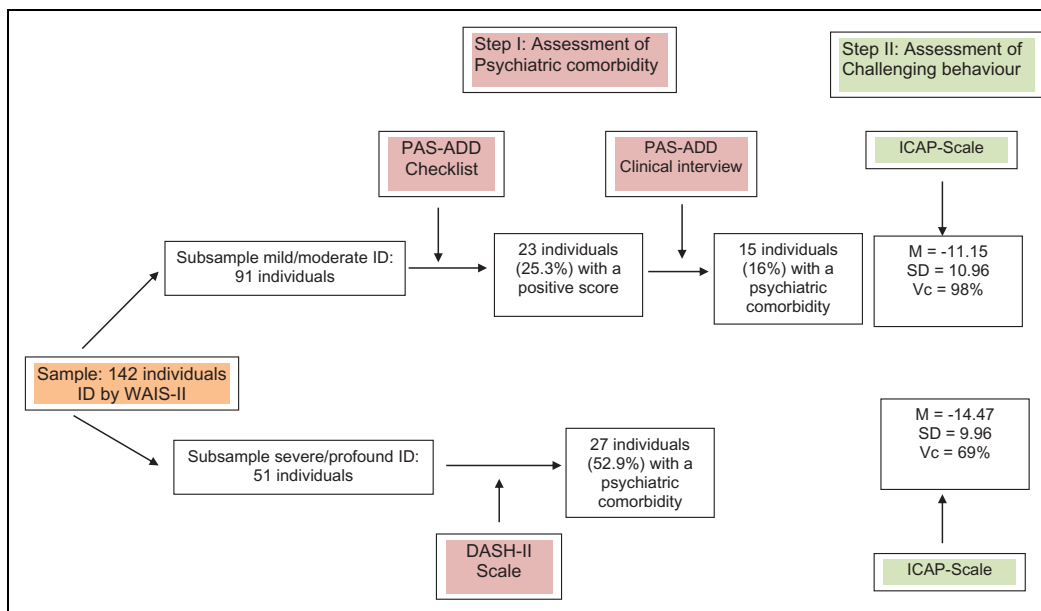 Step I: Assessment of
Psychiatric comorbidity
Step II: Assessment of
Challenging behaviour
PAS-ADD
Checklist
PAS-ADD
Clinical interview
ICAP-Scale
Subsample mild/moderate ID:
91 individuals
23 individuals
(25.3%) with a
positive score
15 individuals
(16%) with a
psychiatric
comorbidity
M = -11.15
SD = 10.96
Vc = 98%
Sample: 142 individuals
ID by WAIS-II
Subsample severe/profound ID:
51 individuals
27 individuals
(52.9%) with a
psychiatric
comorbidity
M = -14.47
SD = 9.96
Vc = 69%
DASH-II
Scale
ICAP-Scale